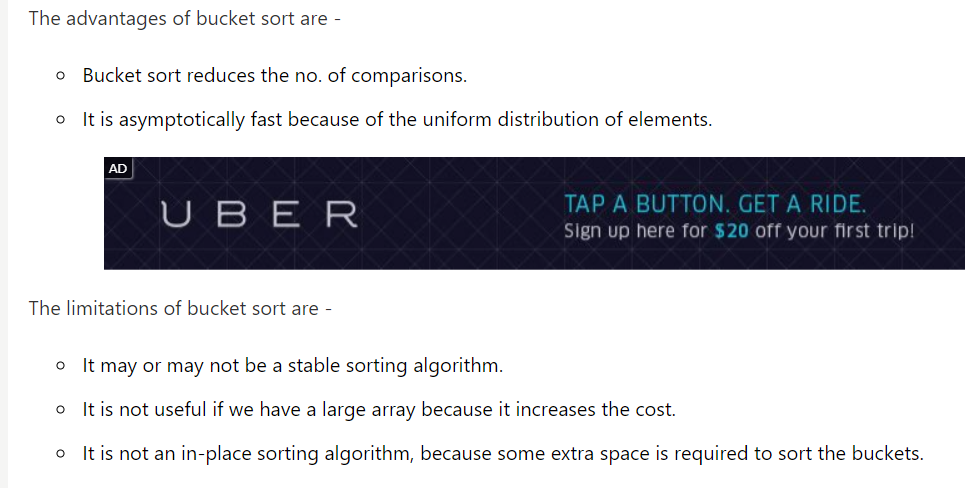 The advantages of bucket sort are -
Bucket sort reduces the no. of comparisons.
It is asymptotically fast because of the uniform distribution of elements.
AD
UBER
TAP A BUTTON. GET A RIDE.
Sign up here for $20 off your first trip!
The limitations of bucket sort are -
It may or may not be a stable sorting algorithm.
It is not useful if we have a large array because it increases the cost.
It is not an in-place sorting algorithm, because some extra space is required to sort the buckets.